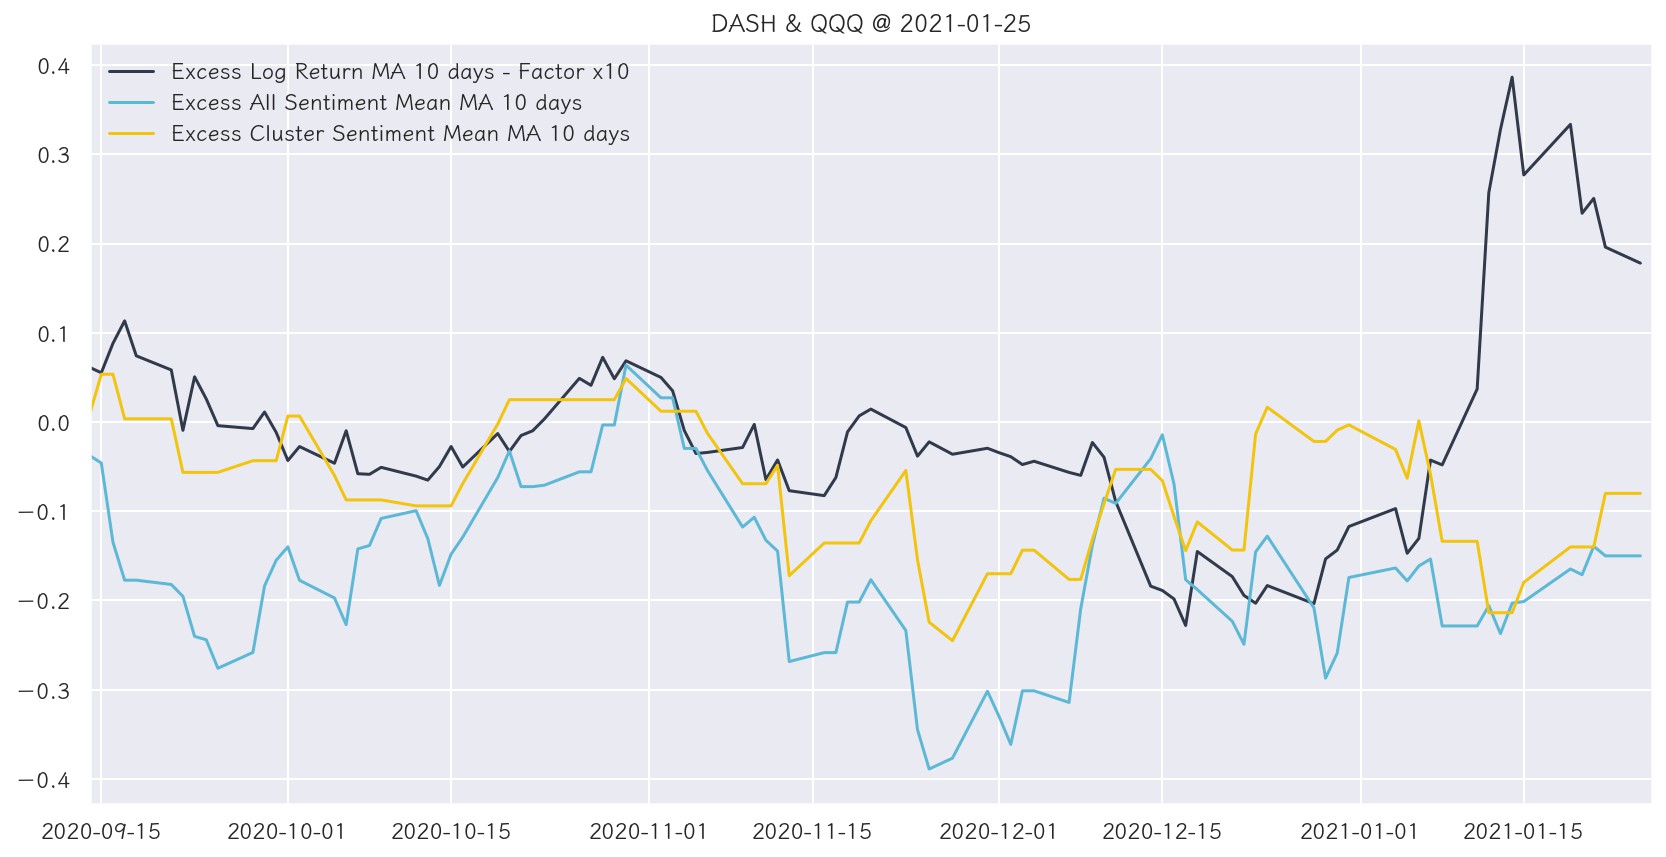 DASH & QQQ @ 2021-01-25
Excess Log Return MA 10 days - Factor x10
Excess All Sentiment Mean MA 10 days
Excess Cluster Sentiment Mean MA 10 days
0.4
0.3
0.2
0.1
0.0
−0.1
−0.2
−0.3
−0.4
2020-09-15 2020-10-01 2020-10-15 2020-11-01 2020-11-15 2020-12-01 2020-12-15 2021-01-01 2021-01-15